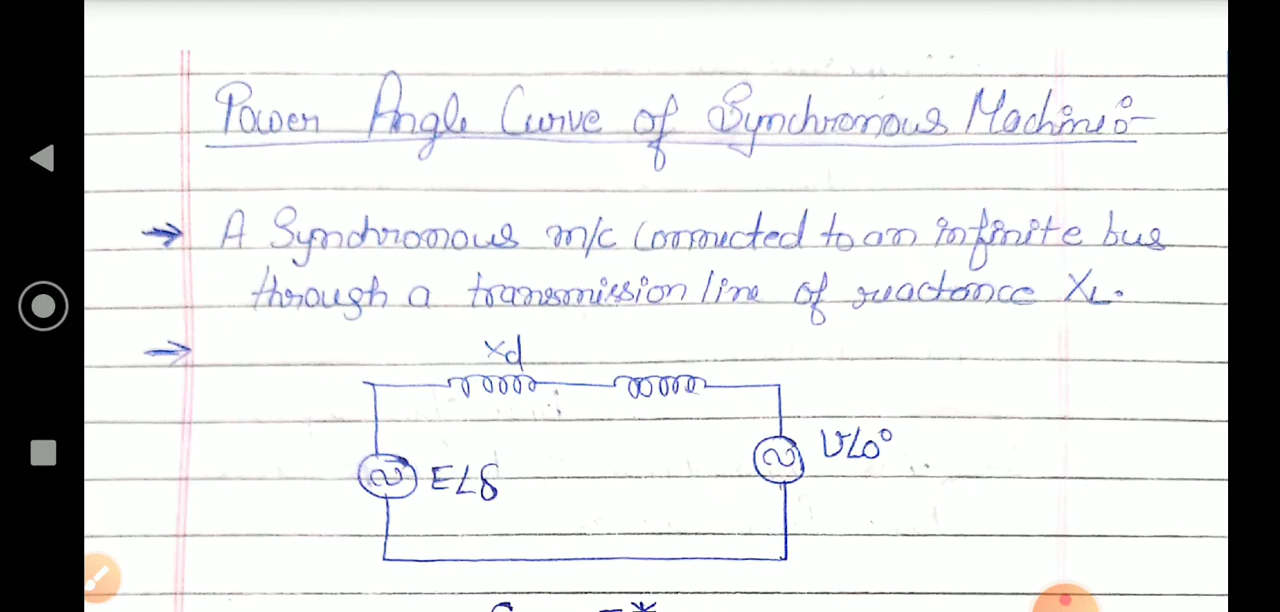 Power Angle Curve of Synchronous Machine:-
→ A Synchronous m/c connected to an infinite bus
through a transmission line of reactance XL.
→
Xd
E∠δ
V∠0°